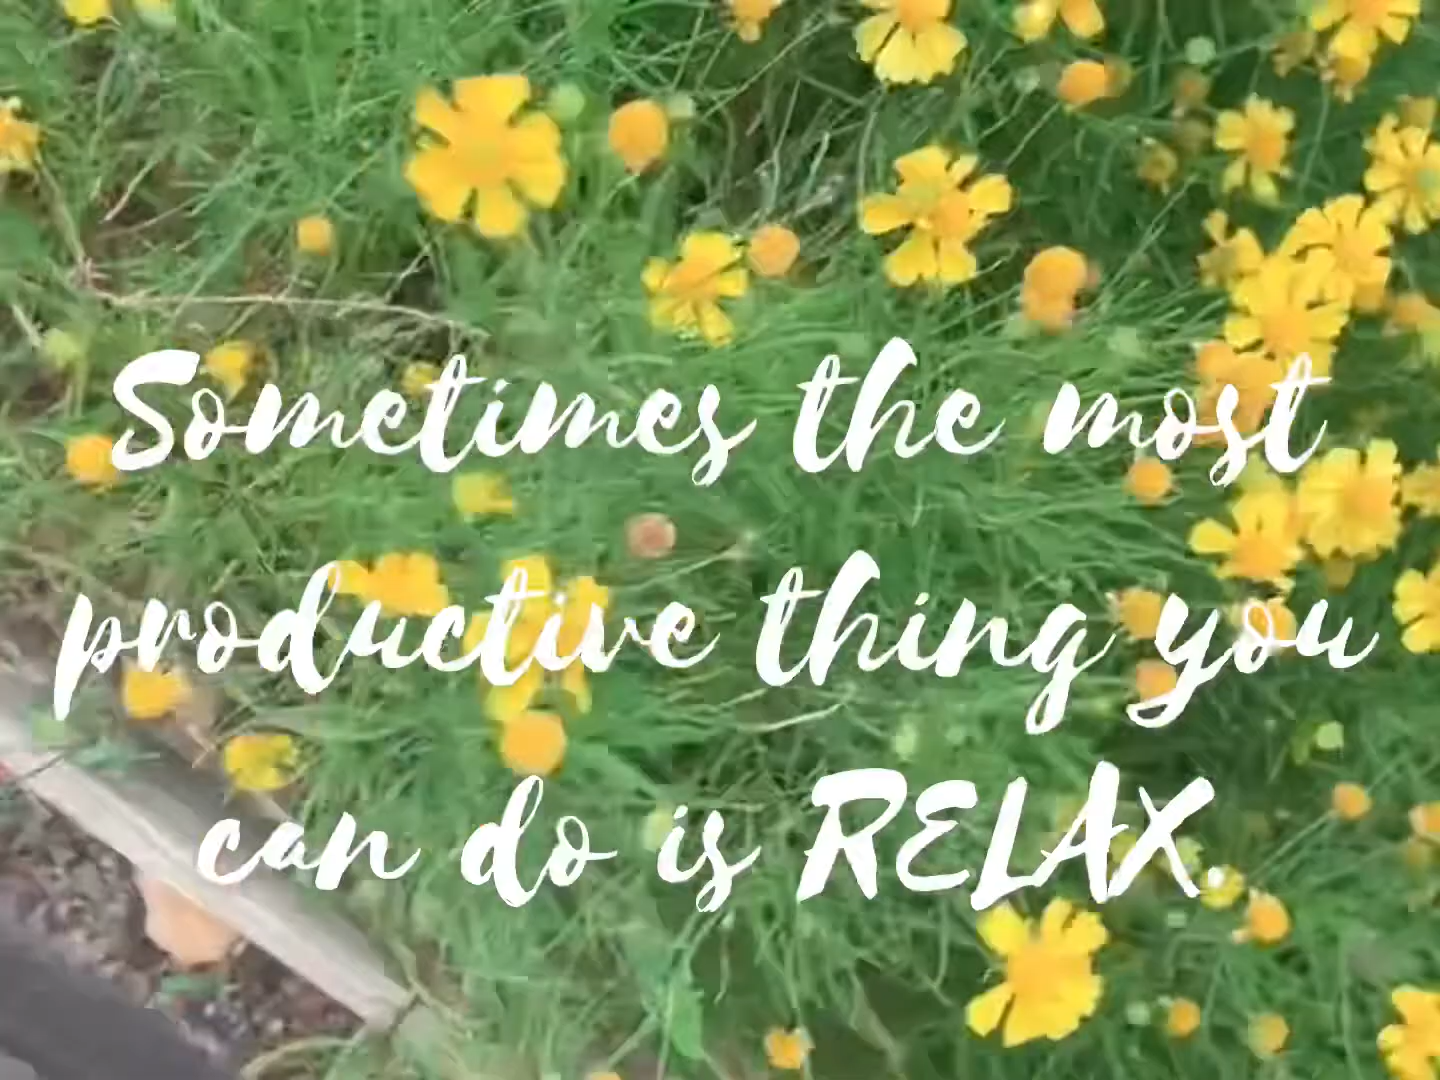 Sometimes the most
productive thing you
can do is RELAX.